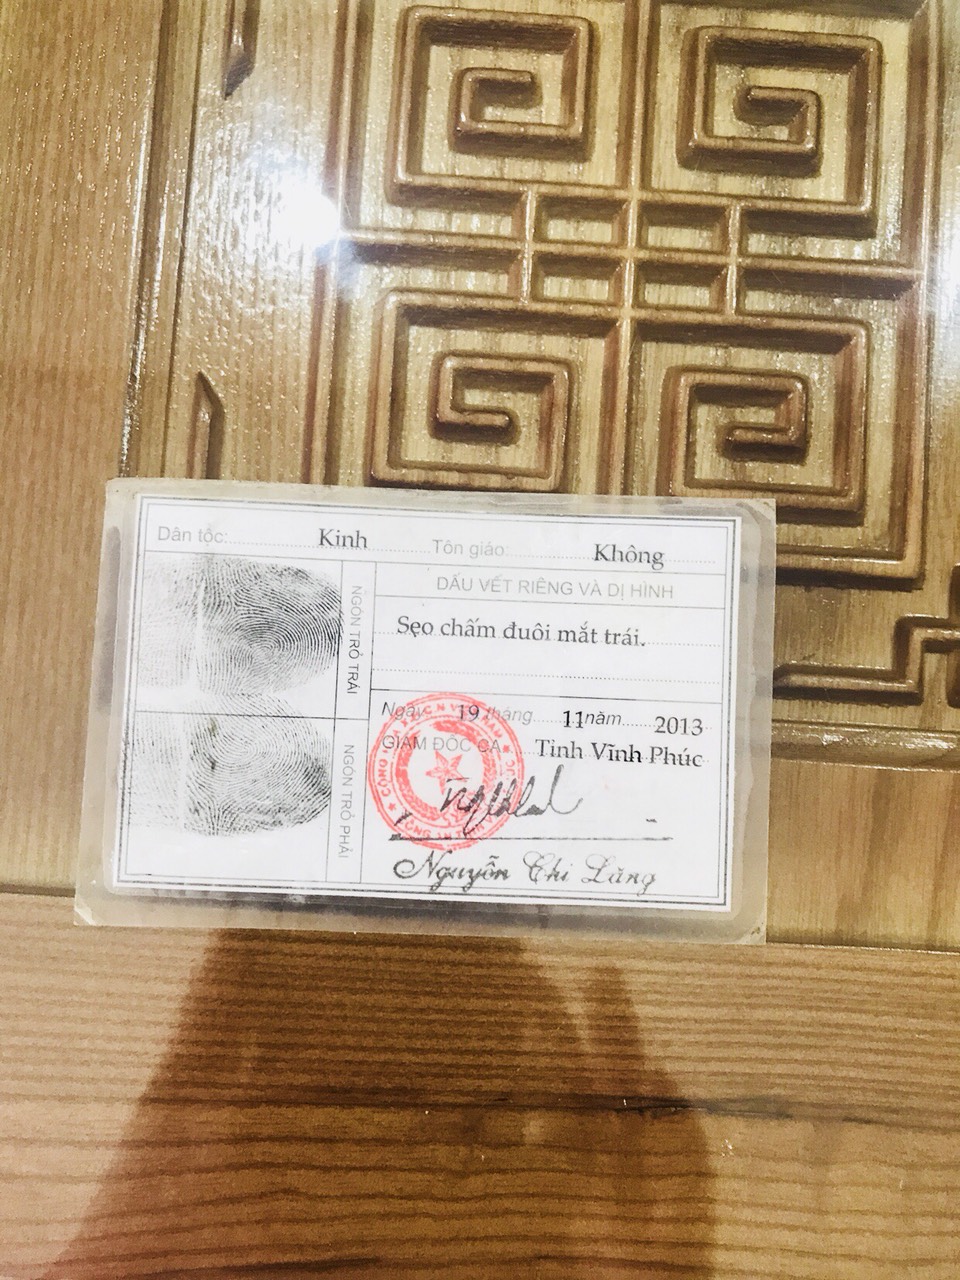 Dân tộc: Kinh Tôn giáo: Không
NGÓN TRỎ TRÁI
DẤU VẾT RIÊNG VÀ DỊ HÌNH
Sẹo chấm đuôi mắt trái.
NGÓN TRỎ PHẢI
Ngày 19 tháng 11 năm 2013
GIÁM ĐỐC CA Tỉnh Vĩnh Phúc
Nguyễn Chí Lăng